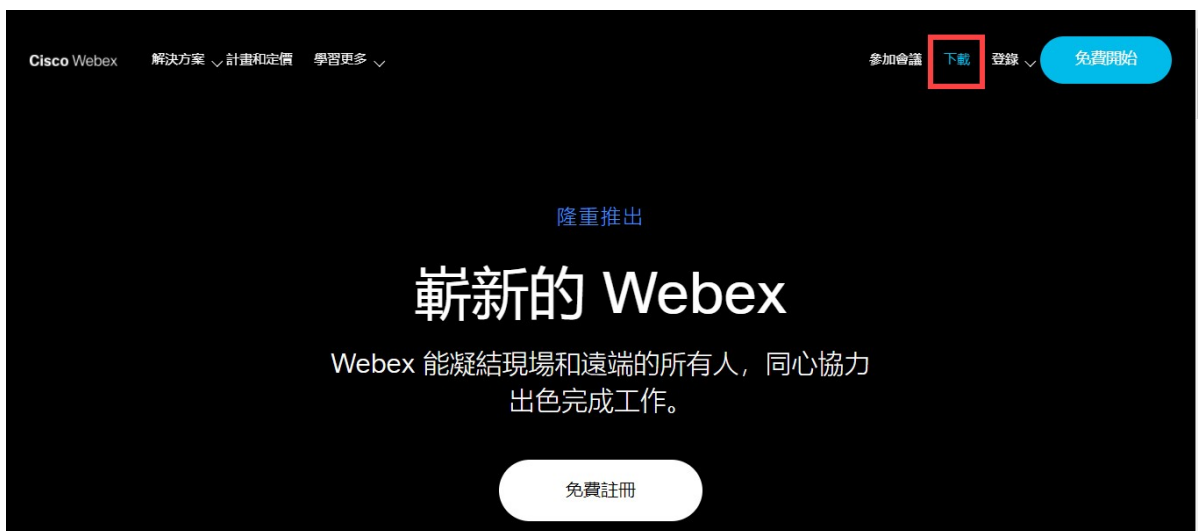 Cisco Webex 解決方案 計畫和定價 學習更多 參加會議 下載 登錄 免費開始
隆重推出
嶄新的 Webex
Webex 能凝結現場和遠端的所有人，同心協力
出色完成工作。
免費註冊